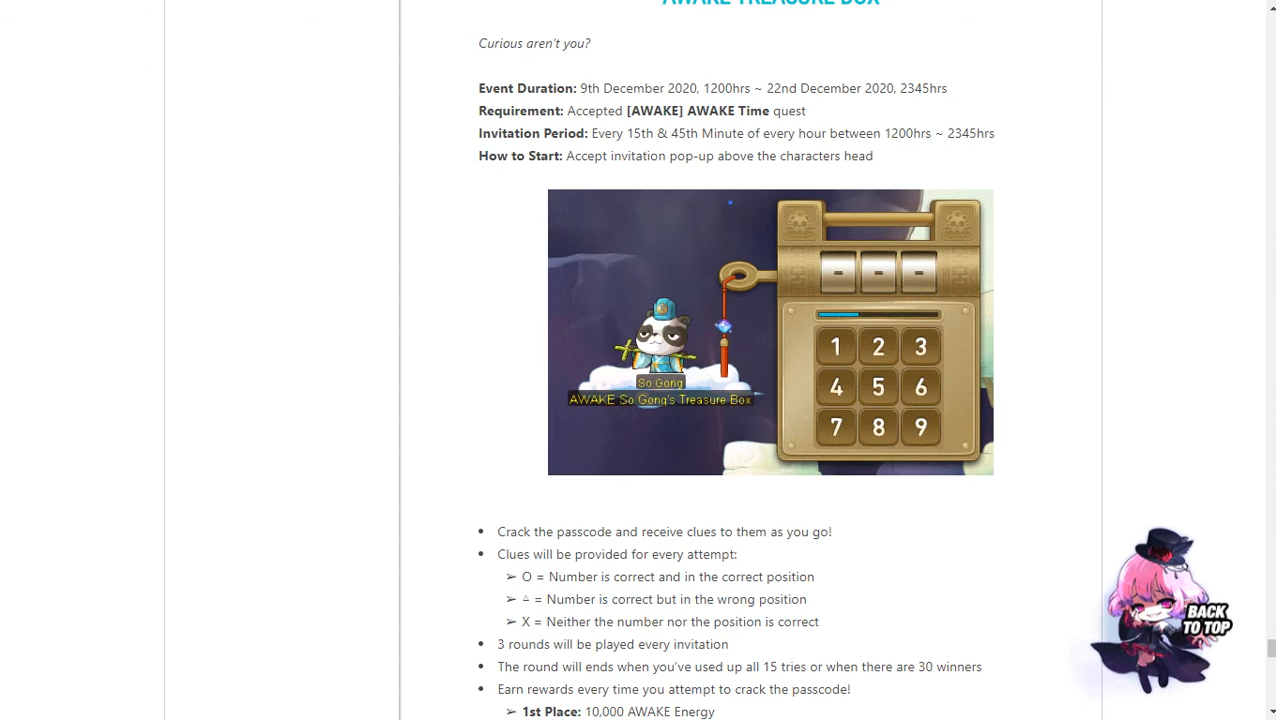 AWAKE TREASURE BOX
Curious aren't you?
Event Duration: 9th December 2020, 1200hrs ~ 22nd December 2020, 2345hrs
Requirement: Accepted [AWAKE] AWAKE Time quest
Invitation Period: Every 15th & 45th Minute of every hour between 1200hrs ~ 2345hrs
How to Start: Accept invitation pop-up above the characters head
- - -
1 2 3
4 5 6
7 8 9
So Gong
AWAKE So Gong's Treasure Box
• Crack the passcode and receive clues to them as you go!
• Clues will be provided for every attempt:
➢ O = Number is correct and in the correct position
➢ △ = Number is correct but in the wrong position
➢ X = Neither the number nor the position is correct
• 3 rounds will be played every invitation
• The round will ends when you've used up all 15 tries or when there are 30 winners
• Earn rewards every time you attempt to crack the passcode!
➢ 1st Place: 10,000 AWAKE Energy
BACK
TO TOP